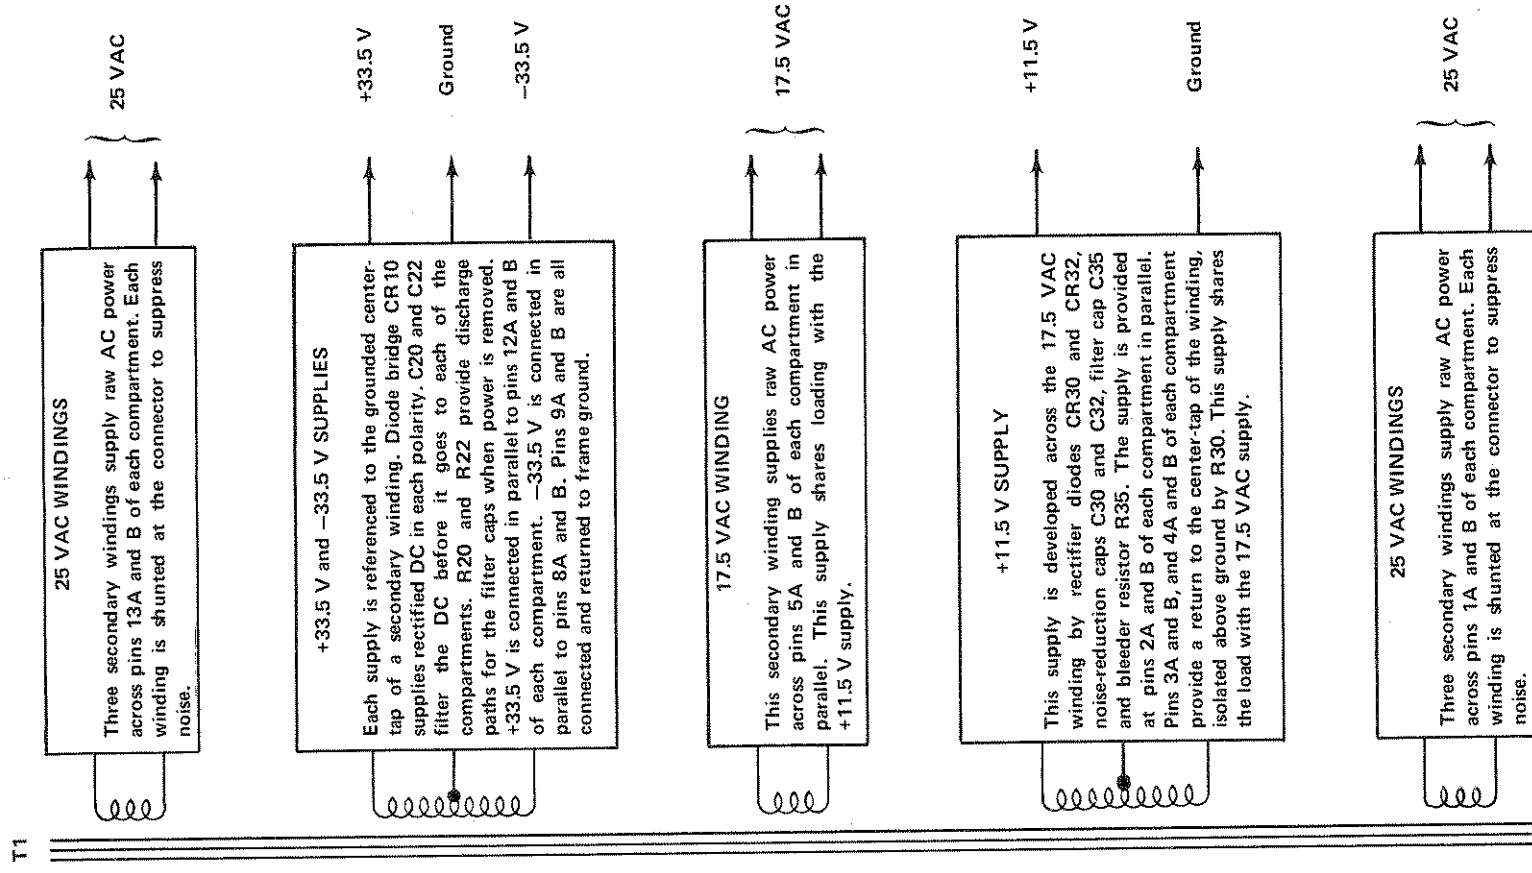 T1
25 VAC WINDINGS
Three secondary windings supply raw AC power
across pins 13A and B of each compartment. Each
winding is shunted at the connector to suppress
noise.
25 VAC
+33.5 V and −33.5 V SUPPLIES
Each supply is referenced to the grounded center-
tap of a secondary winding. Diode bridge CR10
supplies rectified DC in each polarity. C20 and C22
filter the DC before it goes to each of the
compartments. R20 and R22 provide discharge
paths for the filter caps when power is removed.
+33.5 V is connected in parallel to pins 12A and B
of each compartment. −33.5 V is connected in
parallel to pins 8A and B. Pins 9A and B are all
connected and returned to frame ground.
+33.5 V
Ground
−33.5 V
17.5 VAC WINDING
This secondary winding supplies raw AC power
across pins 5A and B of each compartment in
parallel. This supply shares loading with the
+11.5 V supply.
17.5 VAC
+11.5 V SUPPLY
This supply is developed across the 17.5 VAC
winding by rectifier diodes CR30 and CR32,
noise-reduction caps C30 and C32, filter cap C35
and bleeder resistor R35. The supply is provided
at pins 2A and B of each compartment in parallel.
Pins 3A and B, and 4A and B of each compartment
provide a return to the center-tap of the winding,
isolated above ground by R30. This supply shares
the load with the 17.5 VAC supply.
+11.5 V
Ground
25 VAC WINDINGS
Three secondary windings supply raw AC power
across pins 1A and B of each compartment. Each
winding is shunted at the connector to suppress
noise.
25 VAC